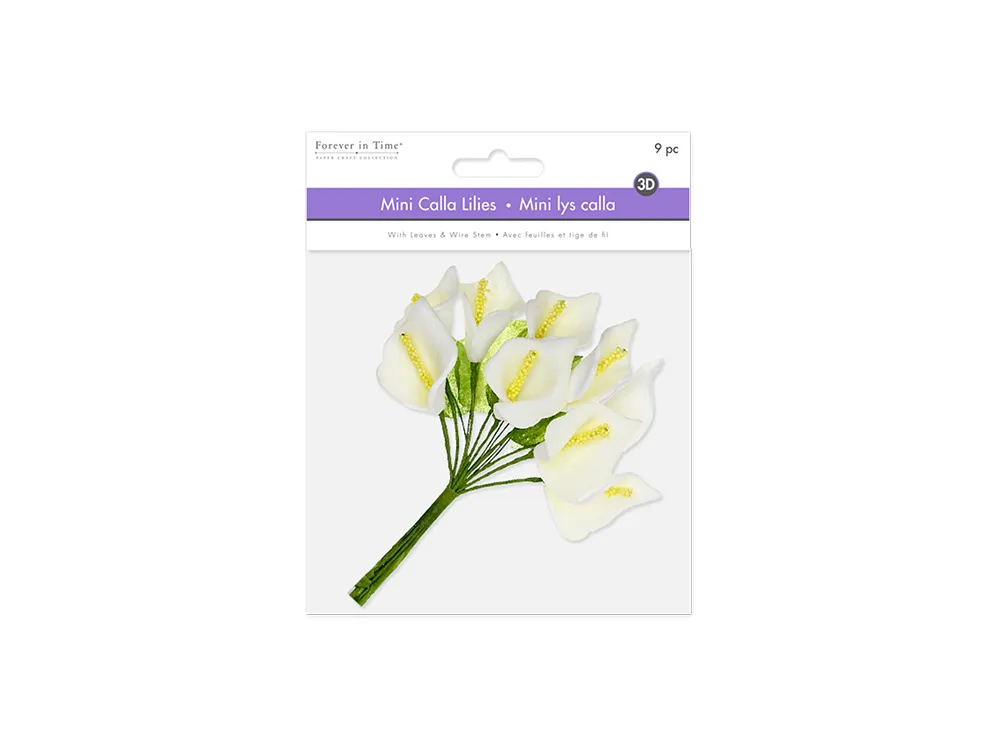 Forever in Time®
PAPER CRAFT COLLECTION
9 pc
3D
Mini Calla Lilies • Mini lys calla
With Leaves & Wire Stem • Avec feuilles et tige de fil